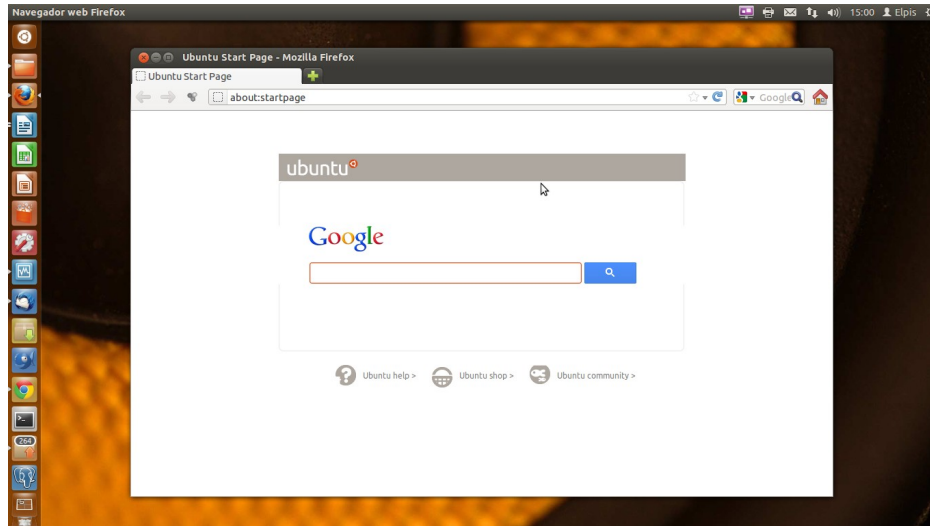 Navegador web Firefox
15:00 Elpis
Ubuntu Start Page - Mozilla Firefox
Ubuntu Start Page
about:startpage
Google
ubuntu
Google
Ubuntu help >
Ubuntu shop >
Ubuntu community >
264